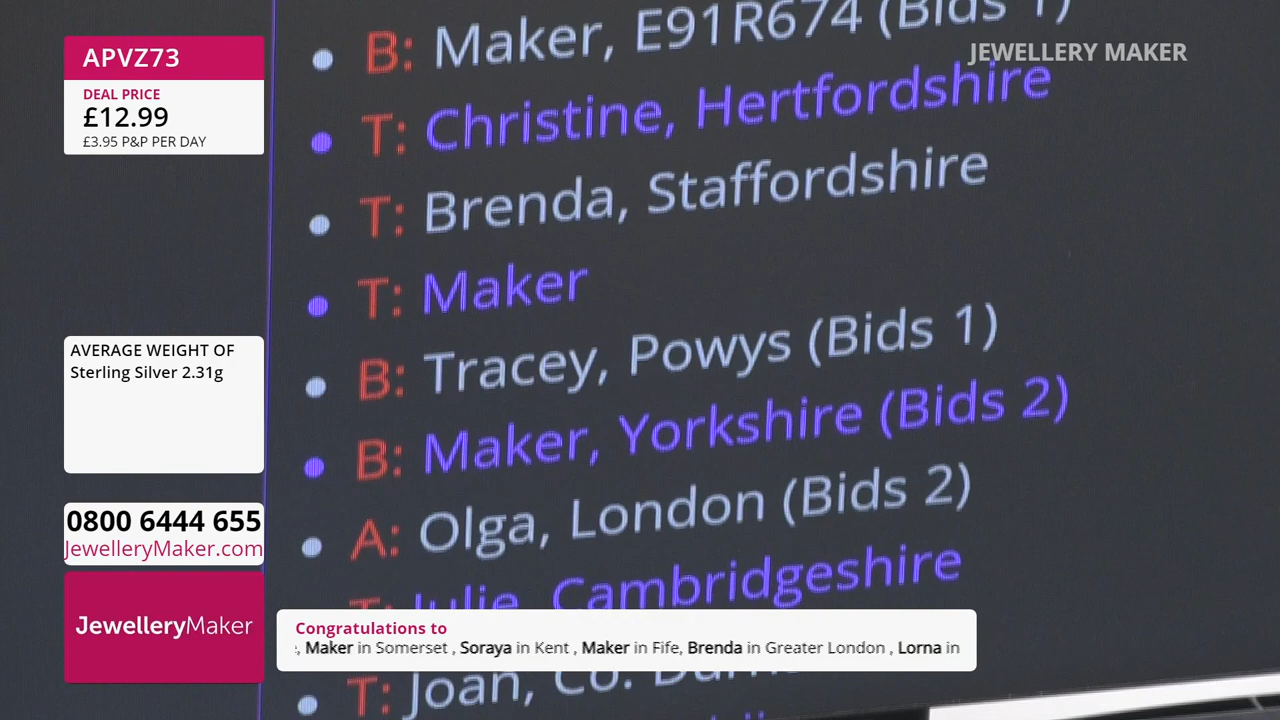 APVZ73
DEAL PRICE
£12.99
£3.95 P&P PER DAY
JEWELLERY MAKER
B: Maker, E91R674 (Bids 1)
T: Christine, Hertfordshire
T: Brenda, Staffordshire
T: Maker
B: Tracey, Powys (Bids 1)
B: Maker, Yorkshire (Bids 2)
A: Olga, London (Bids 2)
T: Julie, Cambridgeshire
T: Joan, Co.
AVERAGE WEIGHT OF
Sterling Silver 2.31g
0800 6444 655
JewelleryMaker.com
JewelleryMaker
Congratulations to
, Maker in Somerset , Soraya in Kent , Maker in Fife, Brenda in Greater London , Lorna in